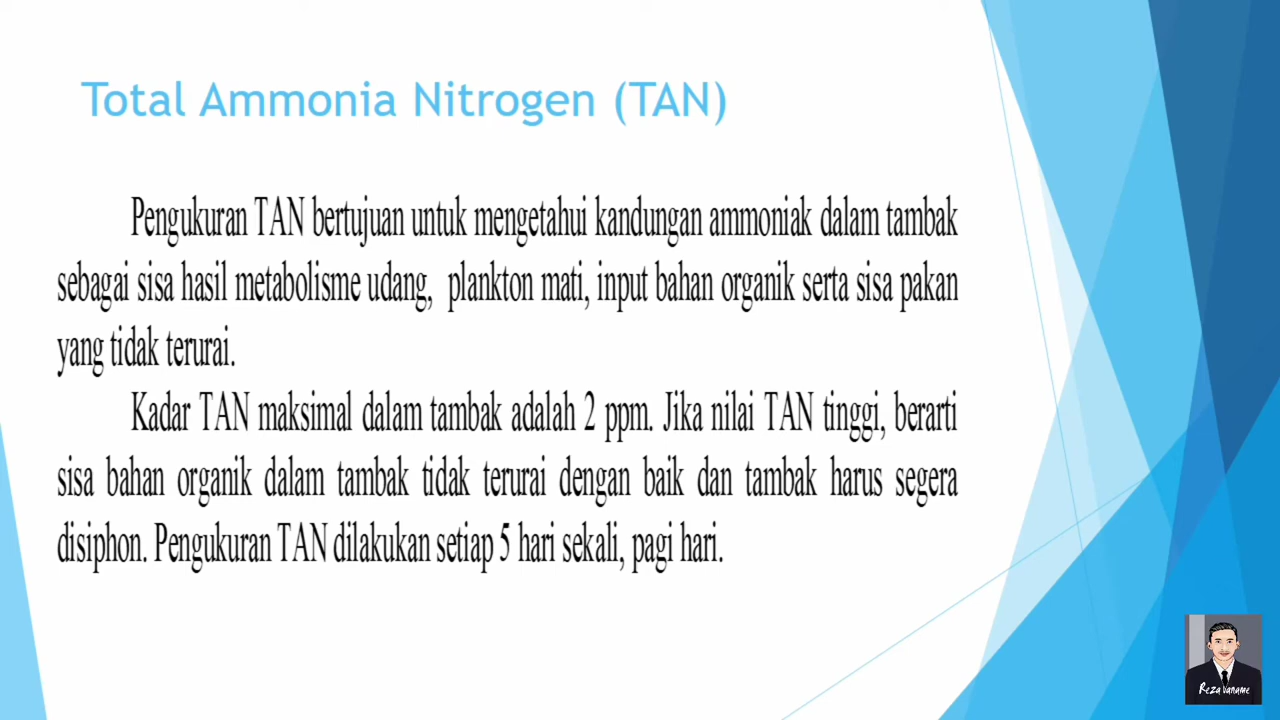 Total Ammonia Nitrogen (TAN)
Pengukuran TAN bertujuan untuk mengetahui kandungan ammoniak dalam tambak
sebagai sisa hasil metabolisme udang, plankton mati, input bahan organik serta sisa pakan
yang tidak terurai.
Kadar TAN maksimal dalam tambak adalah 2 ppm. Jika nilai TAN tinggi, berarti
sisa bahan organik dalam tambak tidak terurai dengan baik dan tambak harus segera
disiphon. Pengukuran TAN dilakukan setiap 5 hari sekali, pagi hari.
Reza Vaname